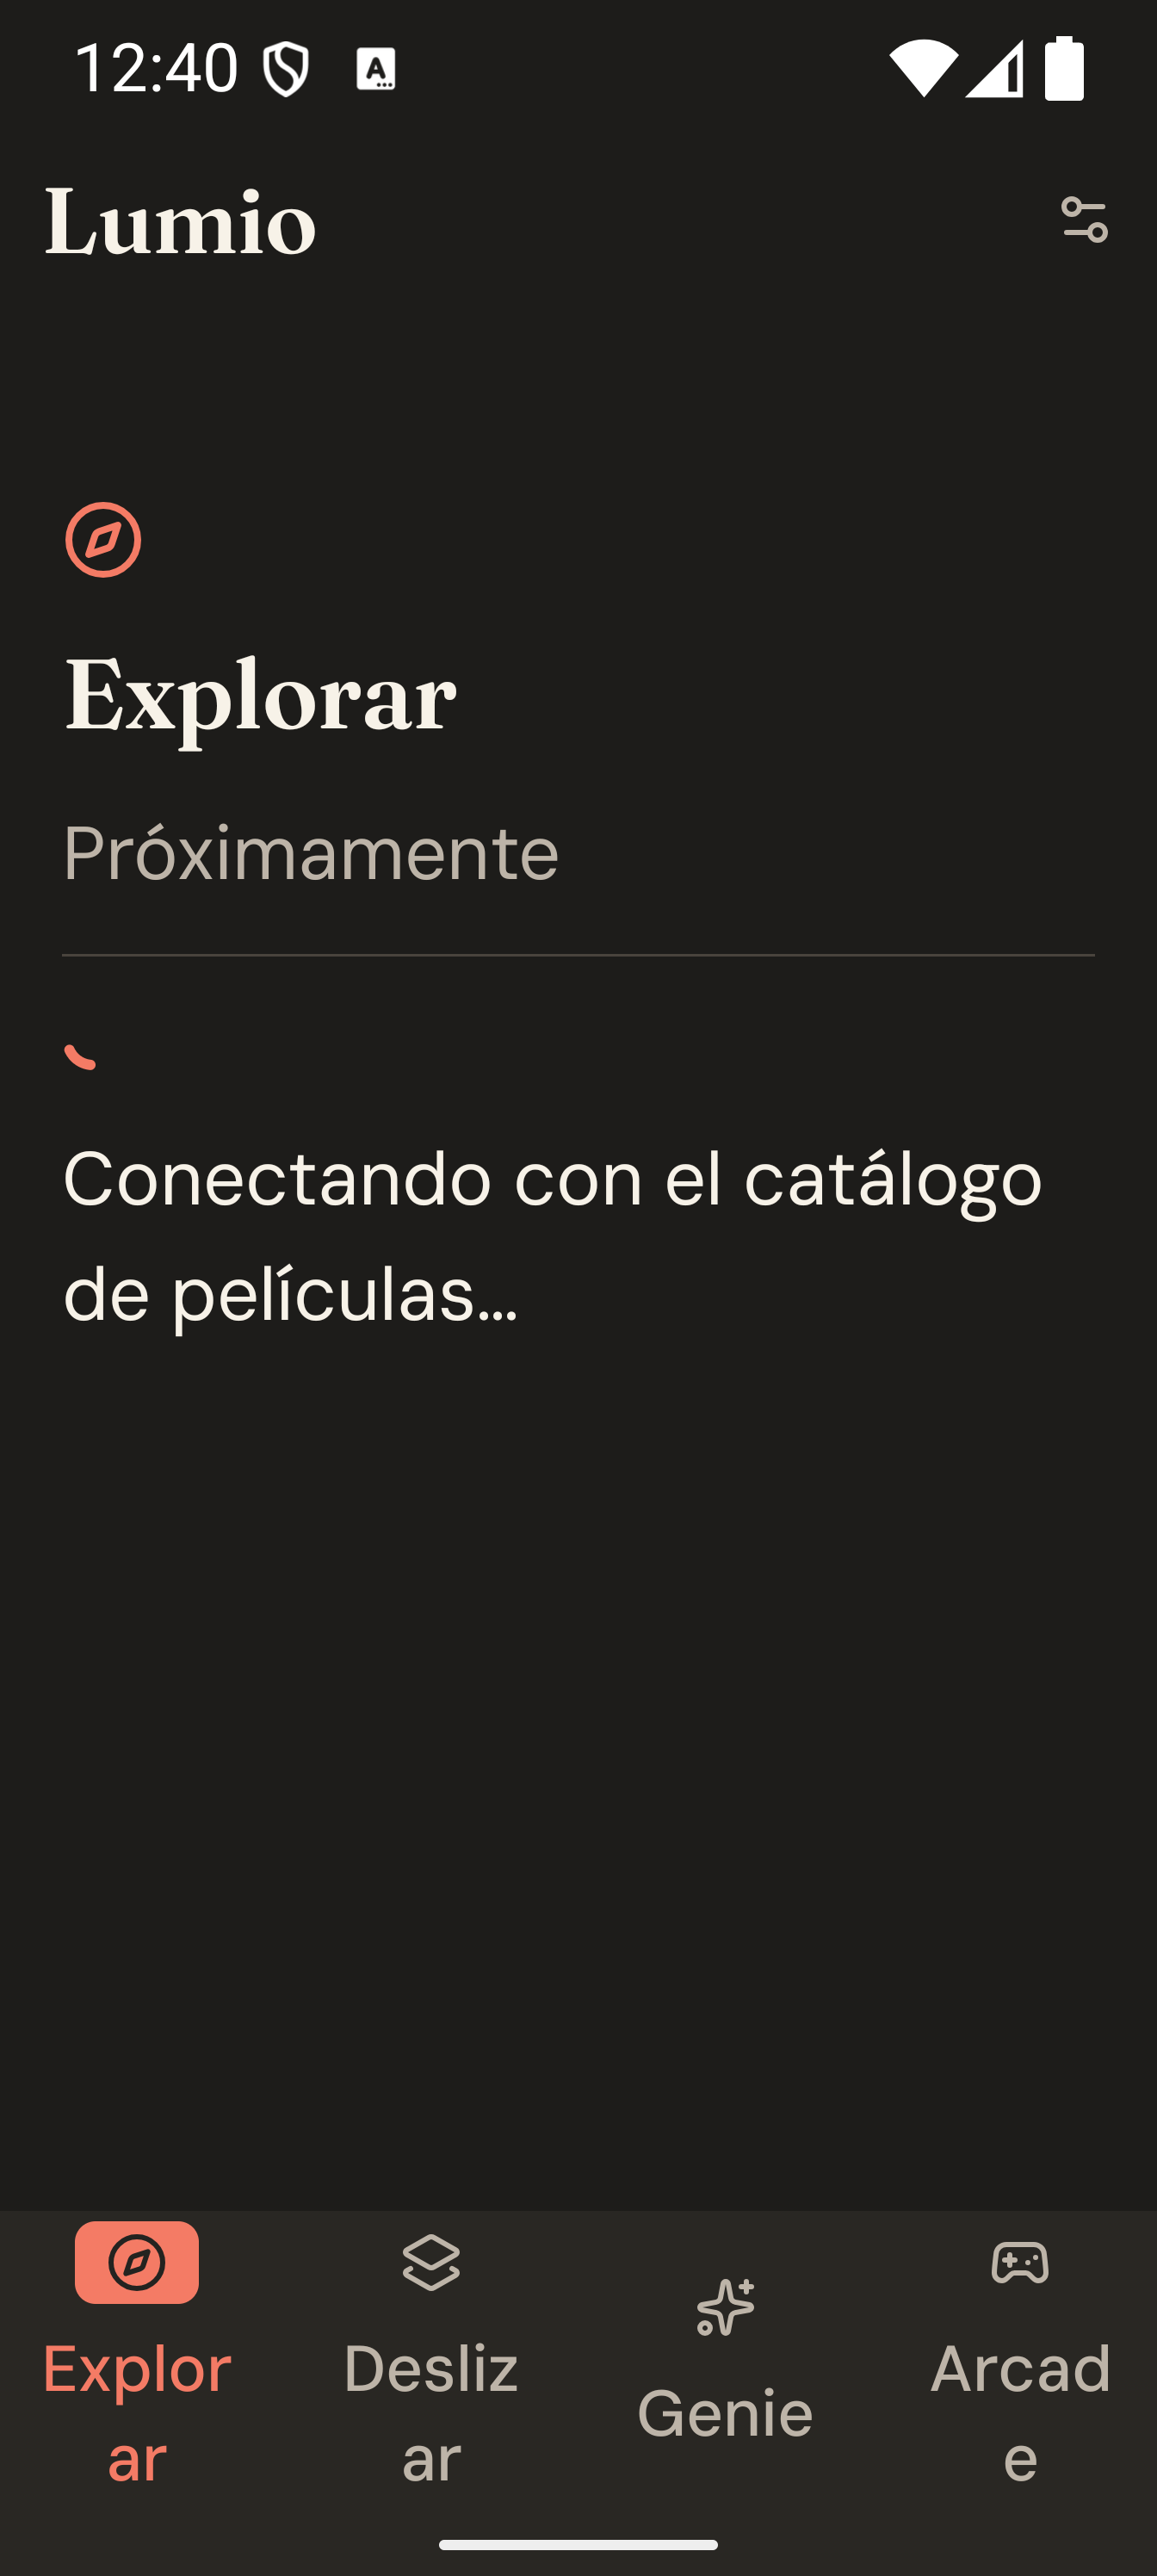 12:40
Lumio
Explorar
Próximamente
Conectando con el catálogo
de películas...
Explor
ar
Desliz
ar
Genie
Arcad
e